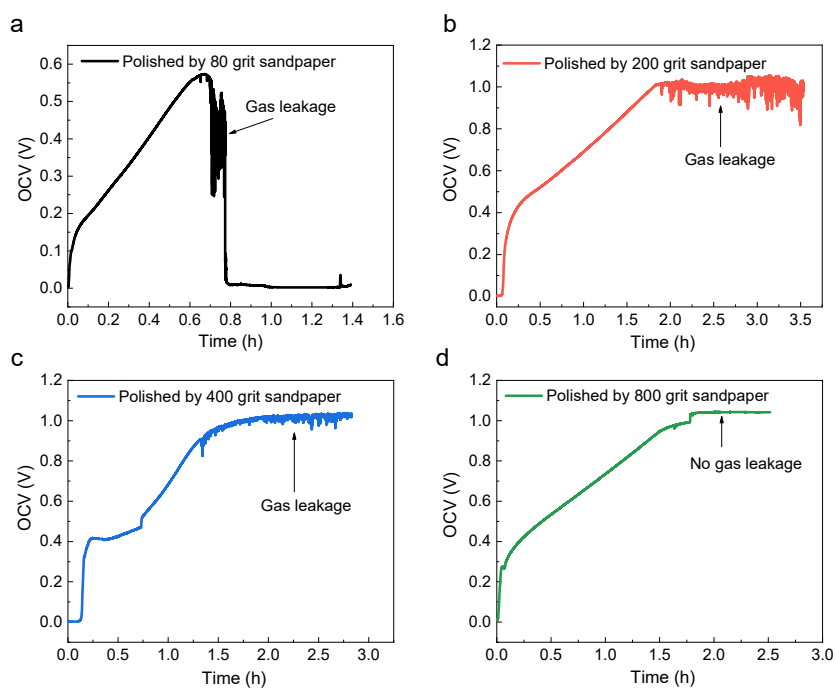 a
Polished by 80 grit sandpaper
Gas leakage
OCV (V)
0.6
0.5
0.4
0.3
0.2
0.1
0.0
0.0 0.2 0.4 0.6 0.8 1.0 1.2 1.4 1.6
Time (h)
b
Polished by 200 grit sandpaper
Gas leakage
OCV (V)
1.2
1.0
0.8
0.6
0.4
0.2
0.0
0.0 0.5 1.0 1.5 2.0 2.5 3.0 3.5
Time (h)
c
Polished by 400 grit sandpaper
Gas leakage
OCV (V)
1.2
1.0
0.8
0.6
0.4
0.2
0.0
0.0 0.5 1.0 1.5 2.0 2.5 3.0
Time (h)
d
Polished by 800 grit sandpaper
No gas leakage
OCV (V)
1.2
1.0
0.8
0.6
0.4
0.2
0.0
0.0 0.5 1.0 1.5 2.0 2.5 3.0
Time (h)